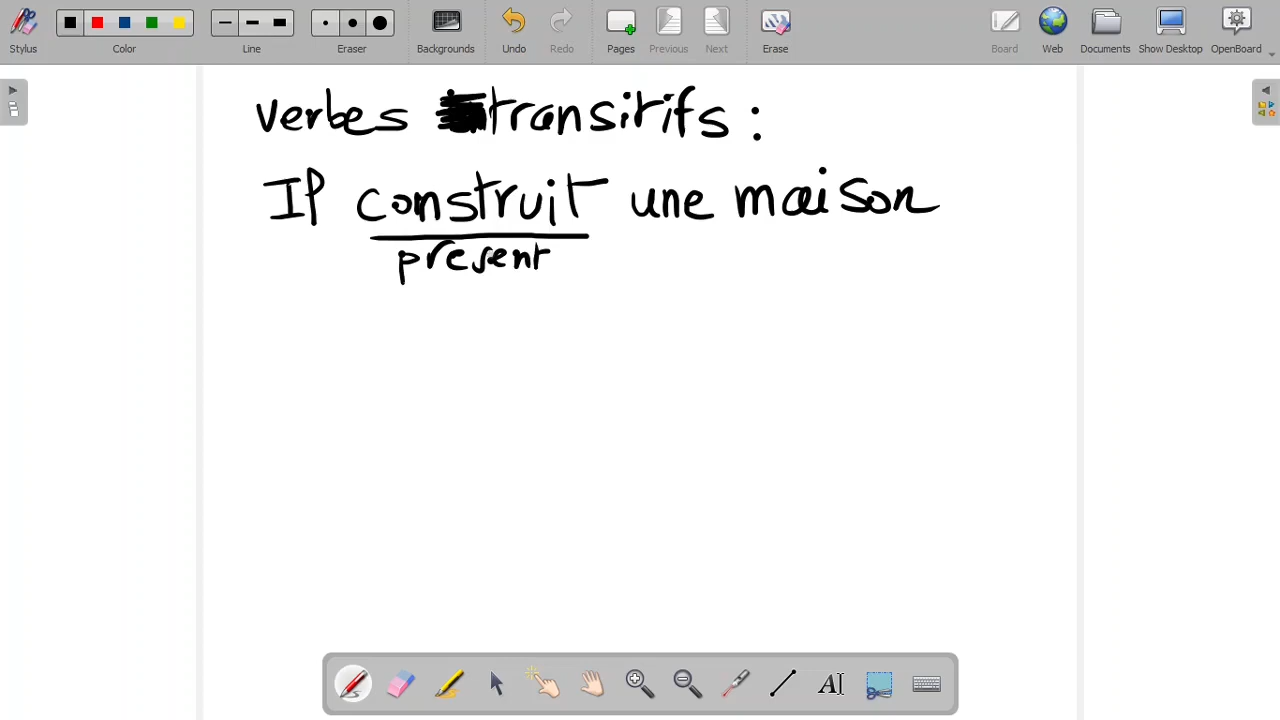 Stylus Color Line Eraser Backgrounds Undo Redo Pages Previous Next Erase Board Web Documents Show Desktop OpenBoard
verbes transitifs :
Il construit une maison
present